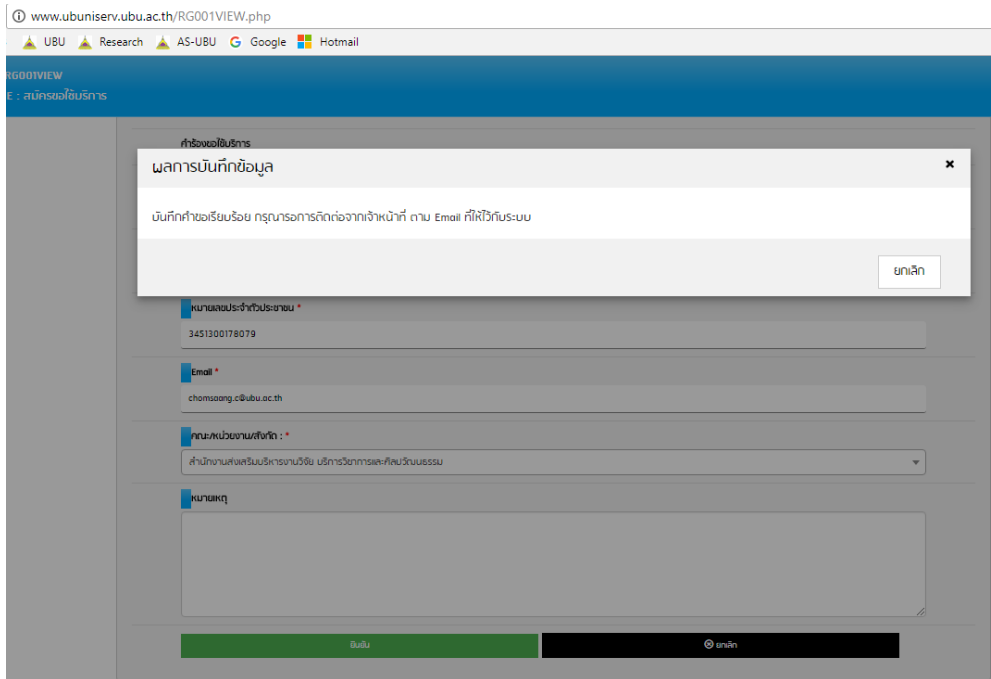 www.ubuniserv.ubu.ac.th/RG001VIEW.php
UBU Research AS-UBU Google Hotmail
RG001VIEW
E : สมัครขอใช้บริการ
คำร้องขอใช้บริการ
ผลการบันทึกข้อมูล
บันทึกคำขอเรียบร้อย กรุณารอการติดต่อจากเจ้าหน้าที่ ตาม Email ที่ให้ไว้กับระบบ
ยกเลิก
หมายเลขประจำตัวประชาชน *
3451300178079
Email *
chomsaang.c@ubu.ac.th
คณะ/หน่วยงาน/สังกัด : *
สำนักงานส่งเสริมบริหารงานวิจัย บริการวิชาการและศิลปวัฒนธรรม
หมายเหตุ
ยืนยัน
ยกเลิก